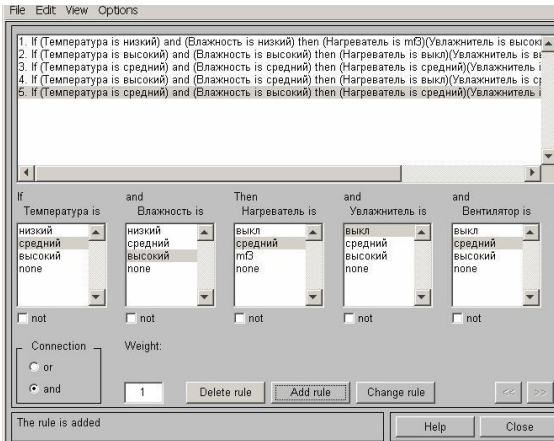 File Edit View Options
1. If (Температура is низкий) and (Влажность is низкий) then (Нагреватель is mf3)(Увлажнитель is высоки
2. If (Температура is высокий) and (Влажность is высокий) then (Нагреватель is выкл)(Увлажнитель is вы
3. If (Температура is средний) and (Влажность is средний) then (Нагреватель is средний)(Увлажнитель i
4. If (Температура is высокий) and (Влажность is средний) then (Нагреватель is выкл)(Увлажнитель is ср
5. If (Температура is средний) and (Влажность is высокий) then (Нагреватель is средний)(Увлажнитель i
If and Then and and
Температура is Влажность is Нагреватель is Увлажнитель is Вентилятор is
низкий низкий выкл выкл выкл
средний средний средний средний средний
высокий высокий mf3 высокий высокий
none none none none none
not not not not not
Connection Weight:
or
and 1 Delete rule Add rule Change rule << >>
The rule is added Help Close